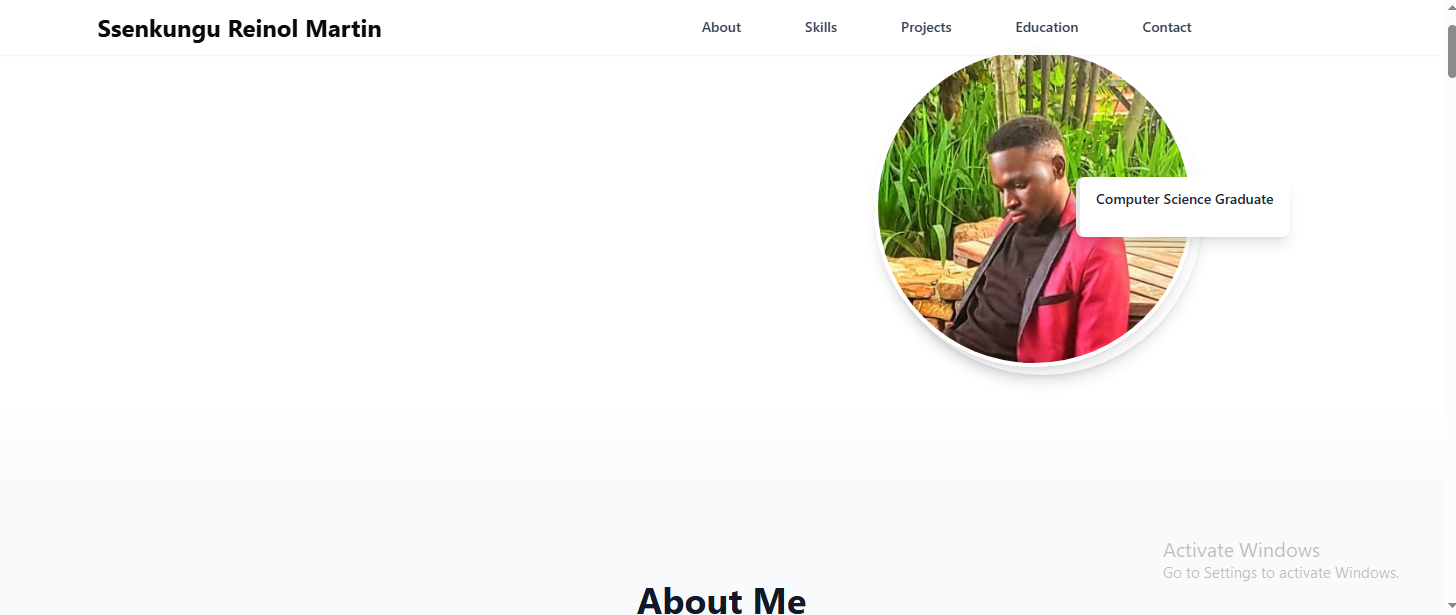 Ssenkungu Reinol Martin
About
Skills
Projects
Education
Contact
Computer Science Graduate
About Me
Activate Windows
Go to Settings to activate Windows.